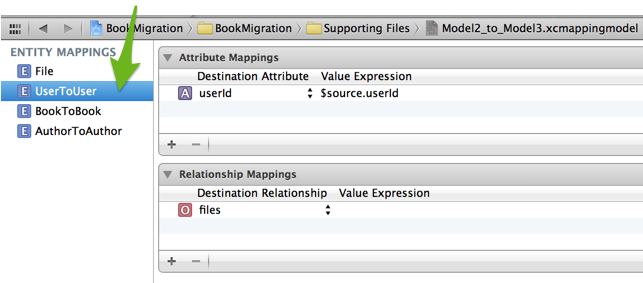 BookMigration BookMigration Supporting Files Model2_to_Model3.xcmappingmodel
ENTITY MAPPINGS
E File
E UserToUser
E BookToBook
E AuthorToAuthor
Attribute Mappings
Destination Attribute Value Expression
A userId $source.userId
+ −
Relationship Mappings
Destination Relationship Value Expression
O files
+ −